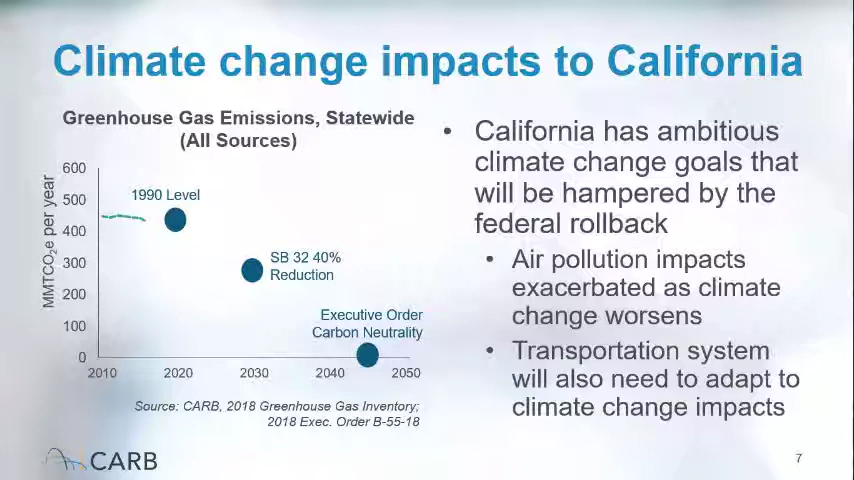 Climate change impacts to California
Greenhouse Gas Emissions, Statewide
(All Sources)
MMTCO₂e per year
600
500
400
300
200
100
0
2010
2020
2030
2040
2050
1990 Level
SB 32 40%
Reduction
Executive Order
Carbon Neutrality
Source: CARB, 2018 Greenhouse Gas Inventory;
2018 Exec. Order B-55-18
• California has ambitious
climate change goals that
will be hampered by the
federal rollback
• Air pollution impacts
exacerbated as climate
change worsens
• Transportation system
will also need to adapt to
climate change impacts
CARB
7